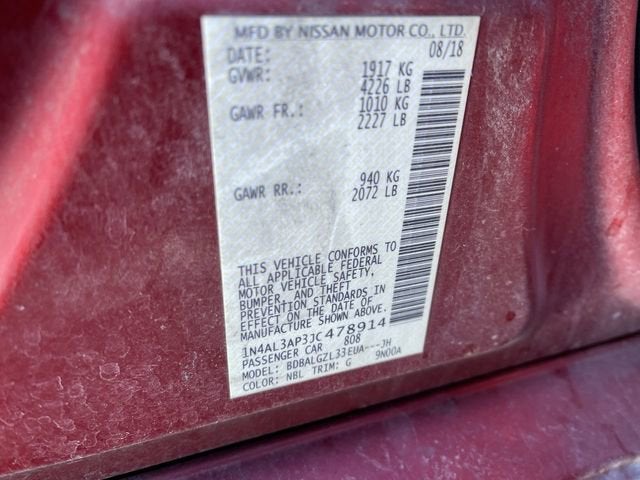 MFD BY NISSAN MOTOR CO., LTD.
DATE: 08/18
GVWR: 1917 KG
4226 LB
GAWR FR.: 1010 KG
2227 LB
GAWR RR.: 940 KG
2072 LB
THIS VEHICLE CONFORMS TO
ALL APPLICABLE FEDERAL
MOTOR VEHICLE SAFETY,
BUMPER, AND THEFT
PREVENTION STANDARDS IN
EFFECT ON THE DATE OF
MANUFACTURE SHOWN ABOVE.
1N4AL3AP3JC478914
PASSENGER CAR 808
MODEL: BDBALGZL33EUA---JH
COLOR: NBL TRIM: G 9N00A